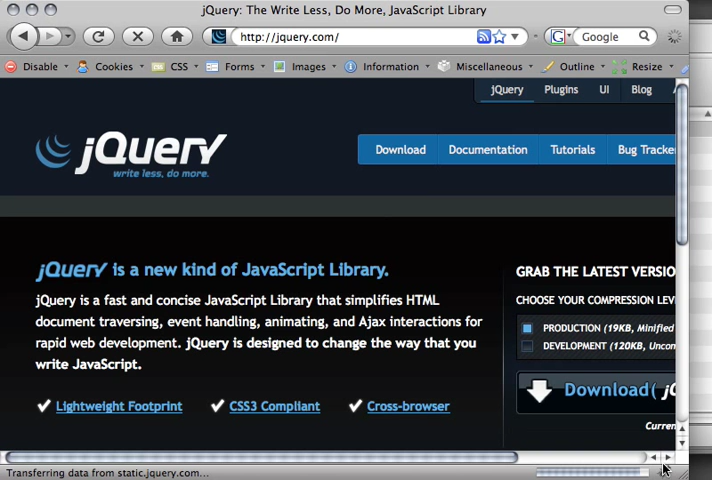 jQuery: The Write Less, Do More, JavaScript Library
http://jquery.com/
Google
Disable Cookies CSS Forms Images Information Miscellaneous Outline Resize
jQuery Plugins UI Blog
jQuery
write less, do more.
Download Documentation Tutorials Bug Tracke
jQuery is a new kind of JavaScript Library.
jQuery is a fast and concise JavaScript Library that simplifies HTML
document traversing, event handling, animating, and Ajax interactions for
rapid web development. jQuery is designed to change the way that you
write JavaScript.
Lightweight Footprint CSS3 Compliant Cross-browser
GRAB THE LATEST VERSIO
CHOOSE YOUR COMPRESSION LEV
PRODUCTION (19KB, Minified
DEVELOPMENT (120KB, Uncon
Download( jQ
Curren
Transferring data from static.jquery.com...